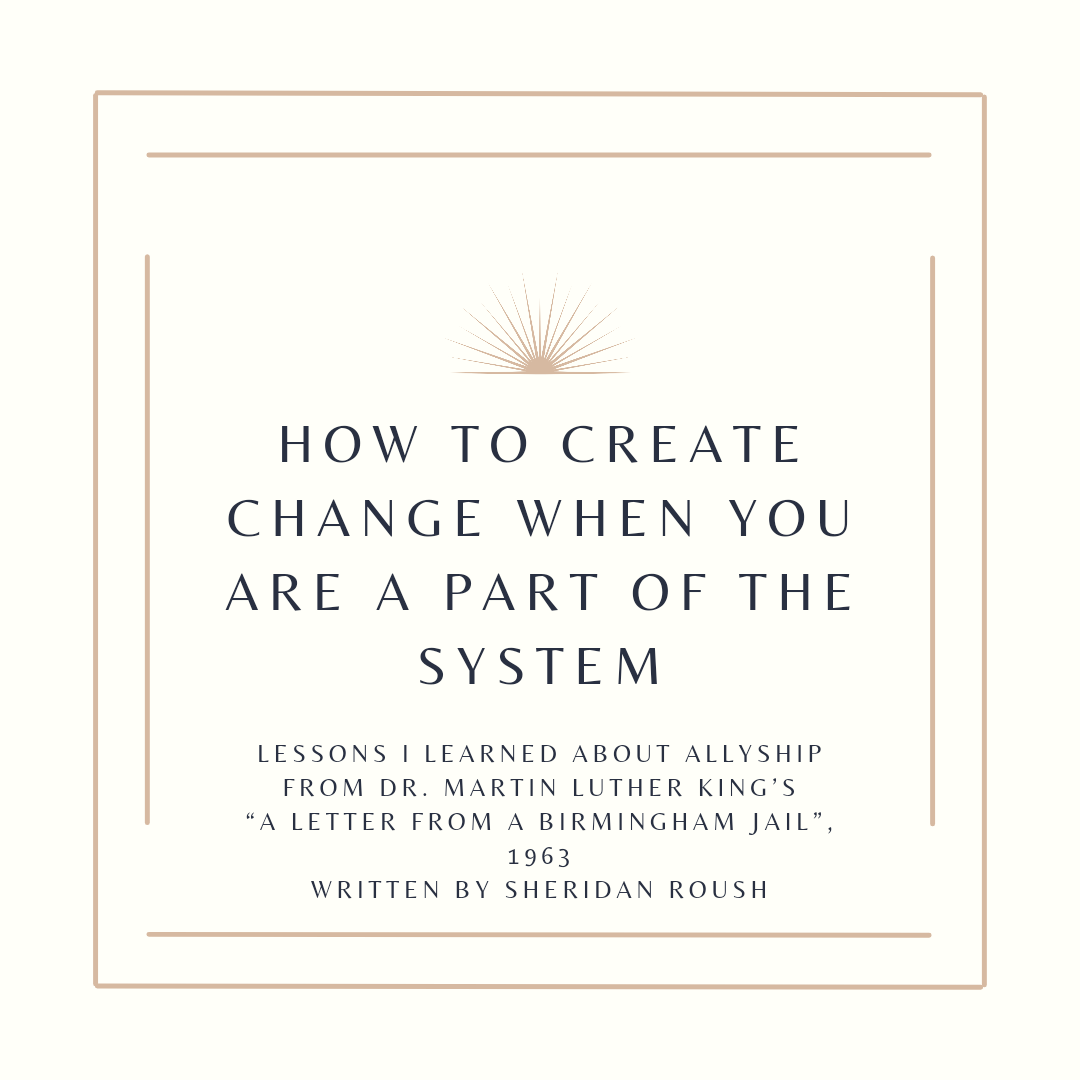 HOW TO CREATE
CHANGE WHEN YOU
ARE A PART OF THE
SYSTEM
LESSONS I LEARNED ABOUT ALLYSHIP
FROM DR. MARTIN LUTHER KING’S
“A LETTER FROM A BIRMINGHAM JAIL”,
1963
WRITTEN BY SHERIDAN ROUSH